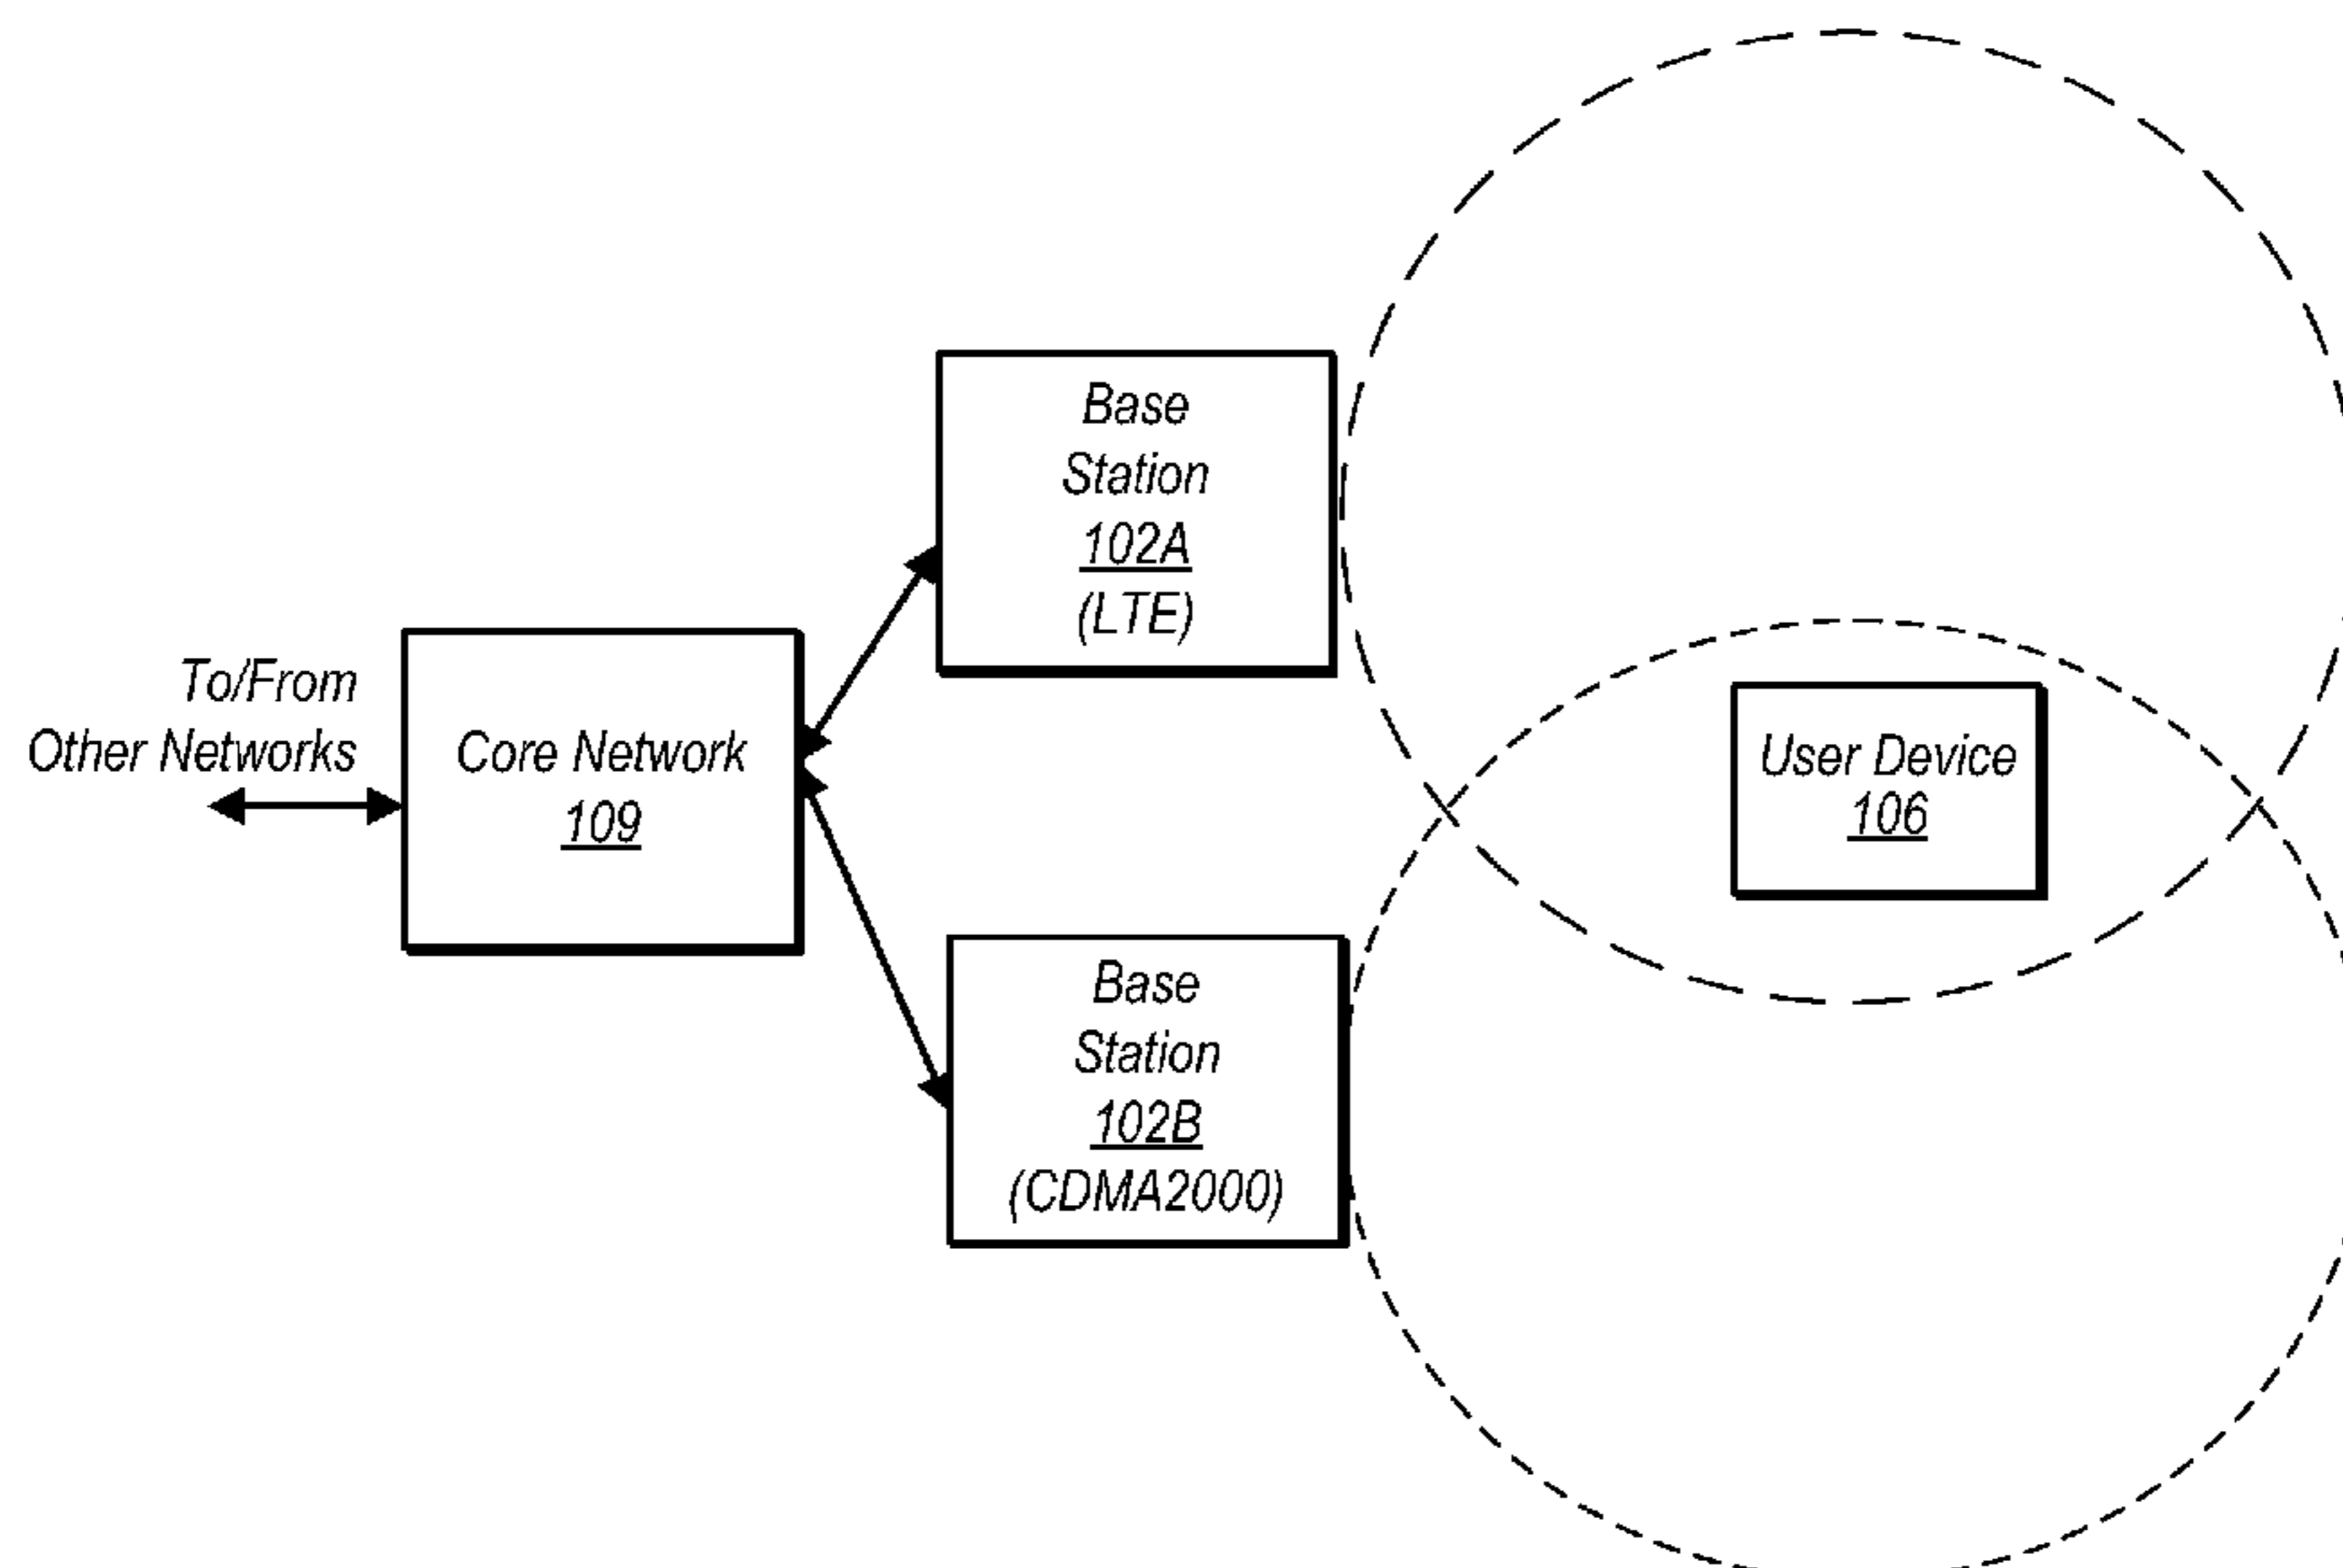 Base
Station
102A
(LTE)
To/From
Other Networks
Core Network
109
User Device
106
Base
Station
102B
(CDMA2000)